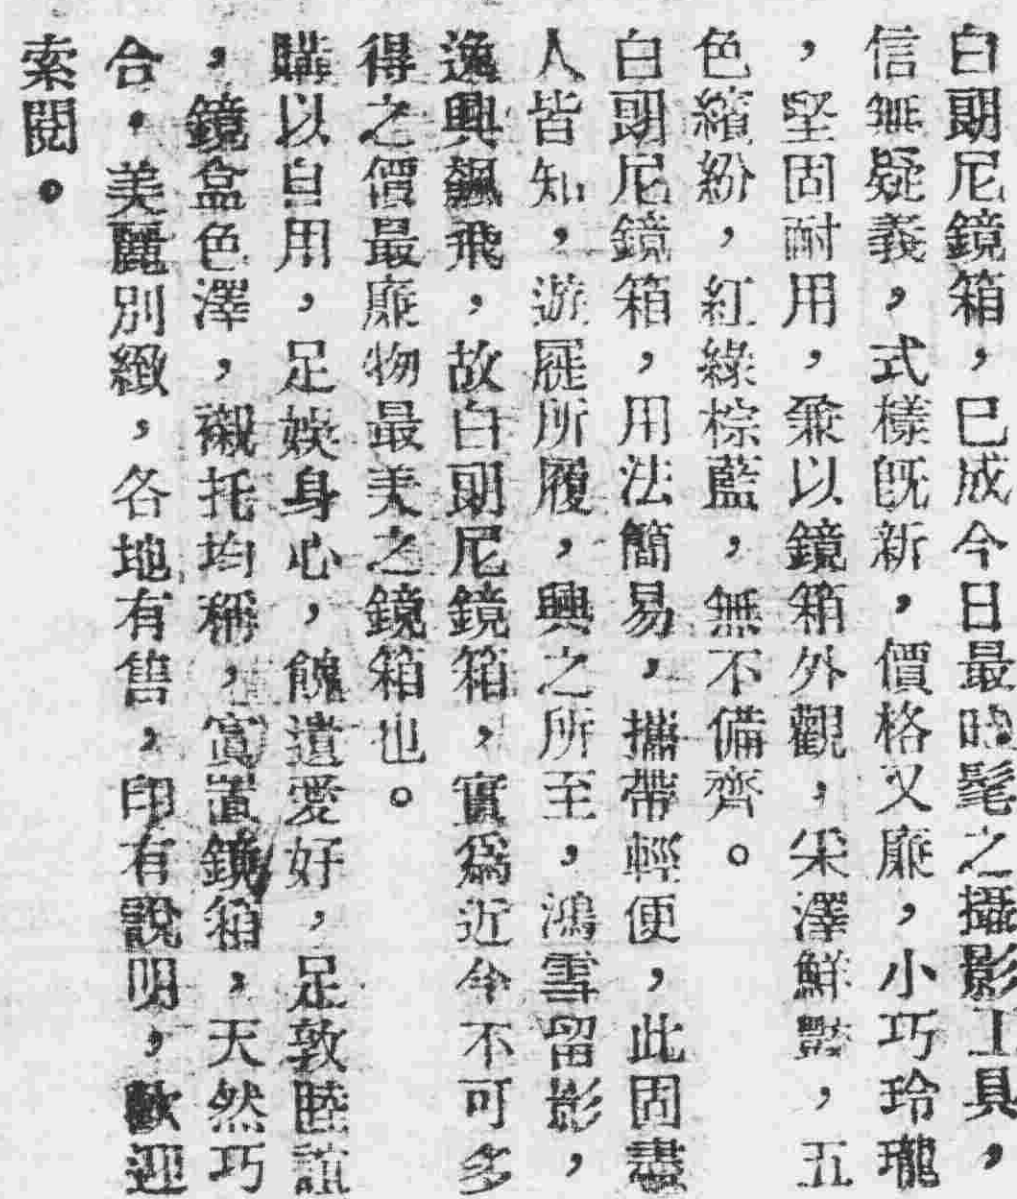 白朗尼鏡箱，已成今日最時髦之攝影工具，
信無疑義，式樣旣新，價格又廉，小巧玲瓏
，堅固耐用，兼以鏡箱外觀，采澤鮮豔，五
色繽紛，紅綠棕藍，無不備齊。
白朗尼鏡箱，用法簡易，攜帶輕便，此固盡
人皆知，游屐所履，興之所至，鴻雪留影，
逸興飆飛，故白朗尼鏡箱，實爲近今不可多
得之價最廉物最美之鏡箱也。
購以自用，足娛身心，餽遺愛好，足敦睦誼
，鏡盒色澤，襯托均稱，實置鏡箱，天然巧
合，美麗別緻，各地有售，印有說明，歡迎
索閱。